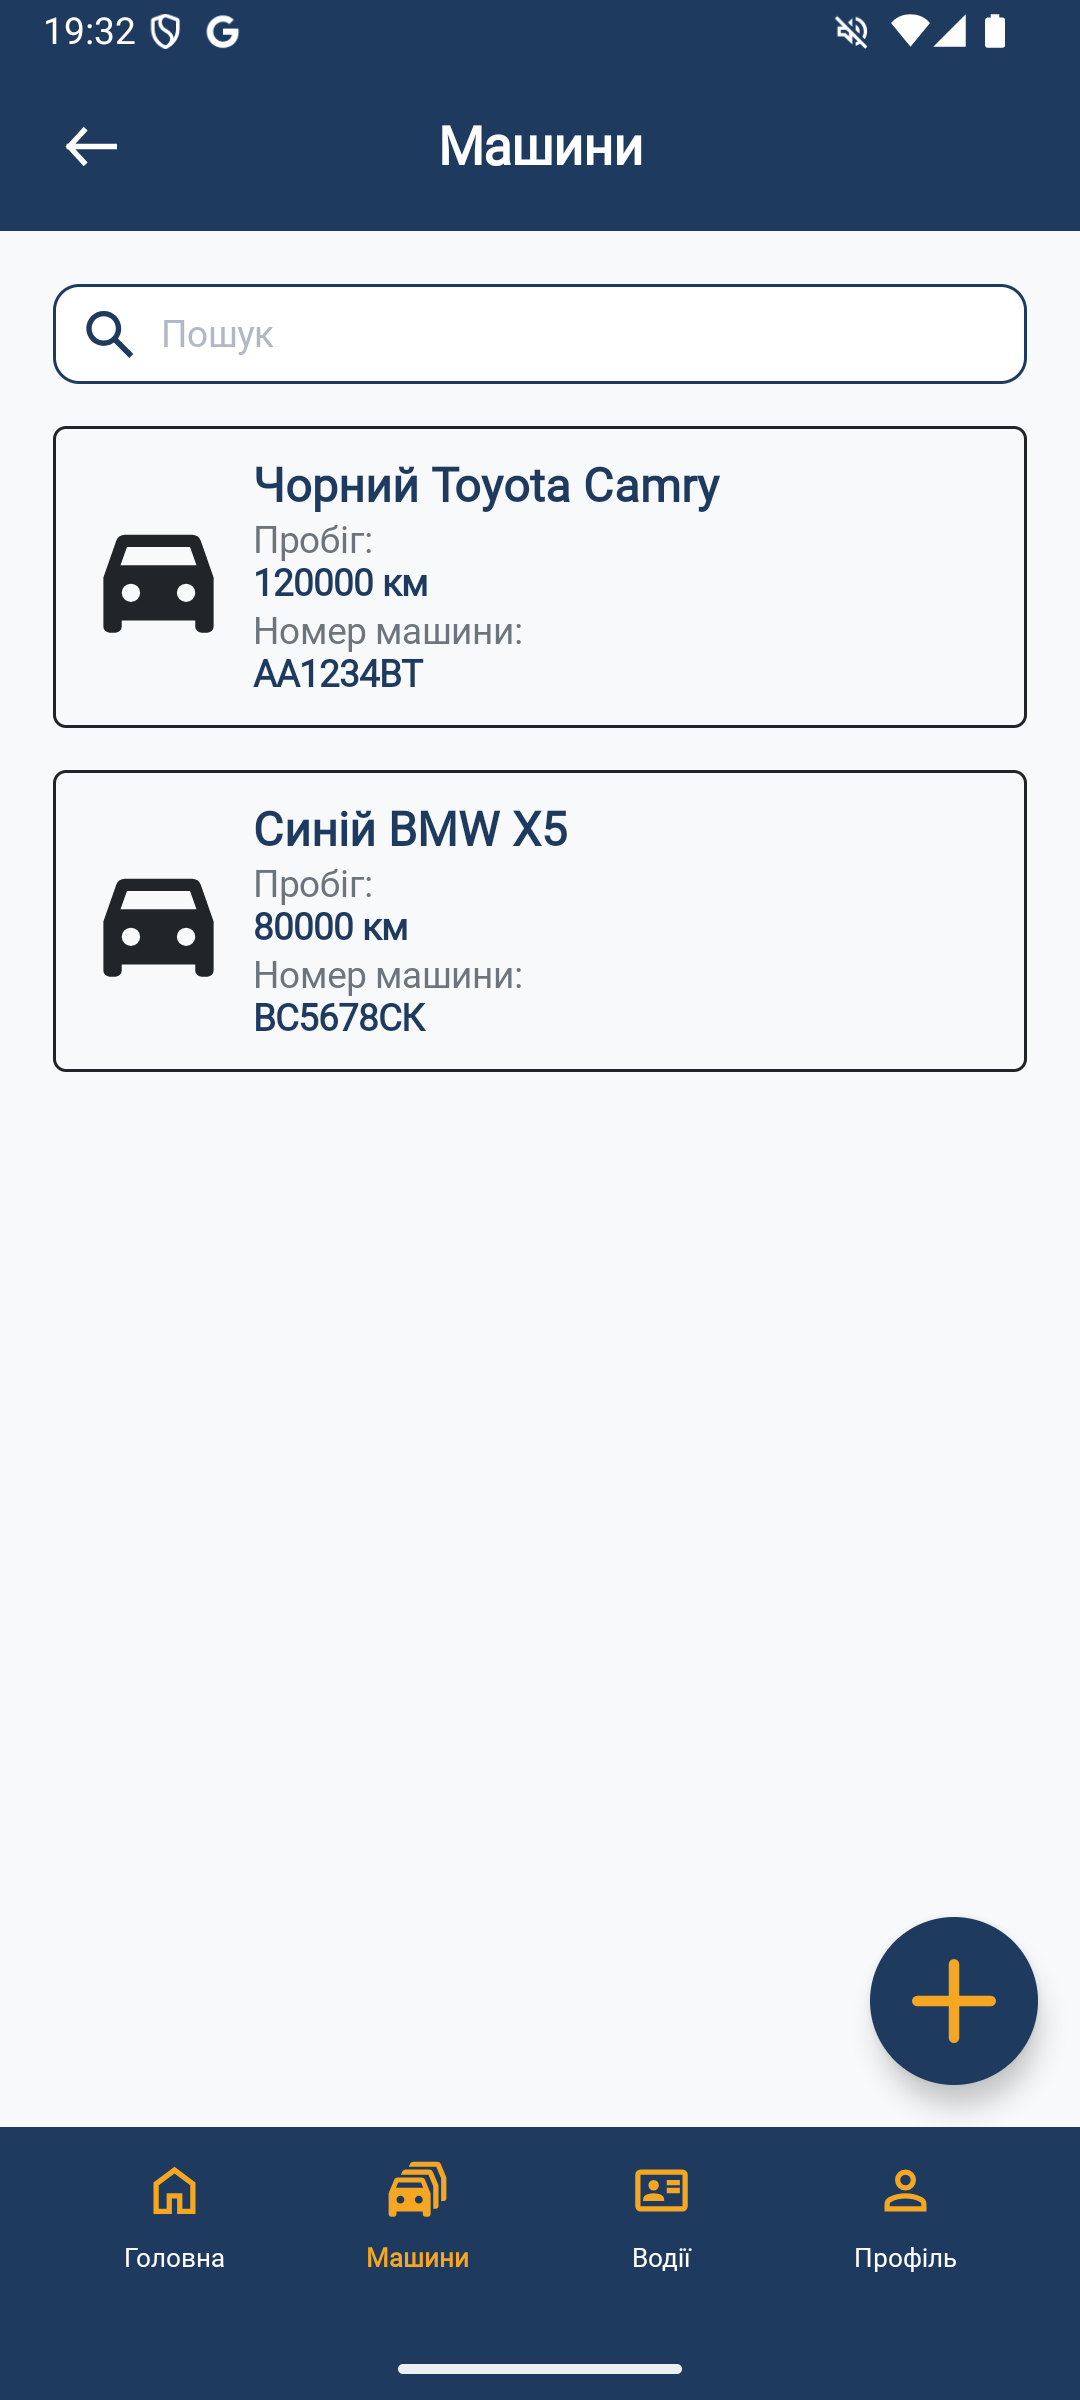 19:32
Машини
Пошук
Чорний Toyota Camry
Пробіг:
120000 км
Номер машини:
AA1234BT
Синій BMW X5
Пробіг:
80000 км
Номер машини:
BC5678CK
Головна
Машини
Водії
Профіль